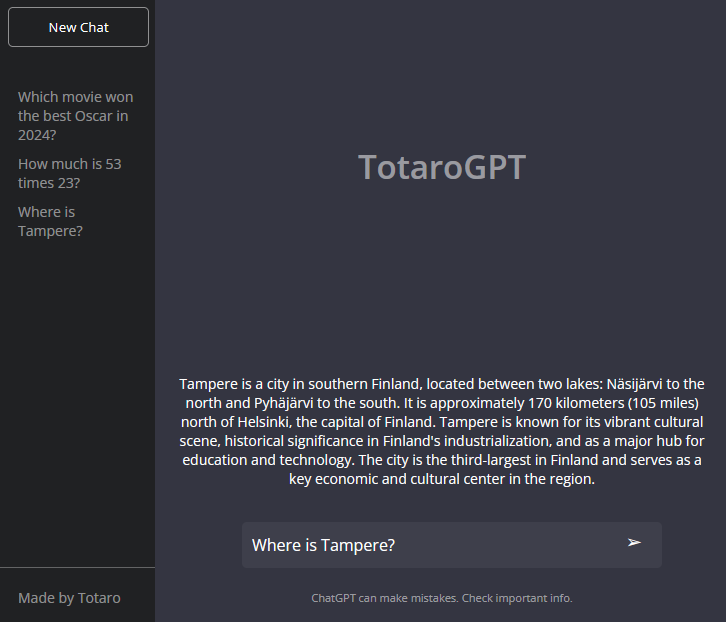 New Chat
Which movie won
the best Oscar in
2024?
How much is 53
times 23?
Where is
Tampere?
Made by Totaro
TotaroGPT
Tampere is a city in southern Finland, located between two lakes: Näsijärvi to the
north and Pyhäjärvi to the south. It is approximately 170 kilometers (105 miles)
north of Helsinki, the capital of Finland. Tampere is known for its vibrant cultural
scene, historical significance in Finland's industrialization, and as a major hub for
education and technology. The city is the third-largest in Finland and serves as a
key economic and cultural center in the region.
Where is Tampere? ➢
ChatGPT can make mistakes. Check important info.